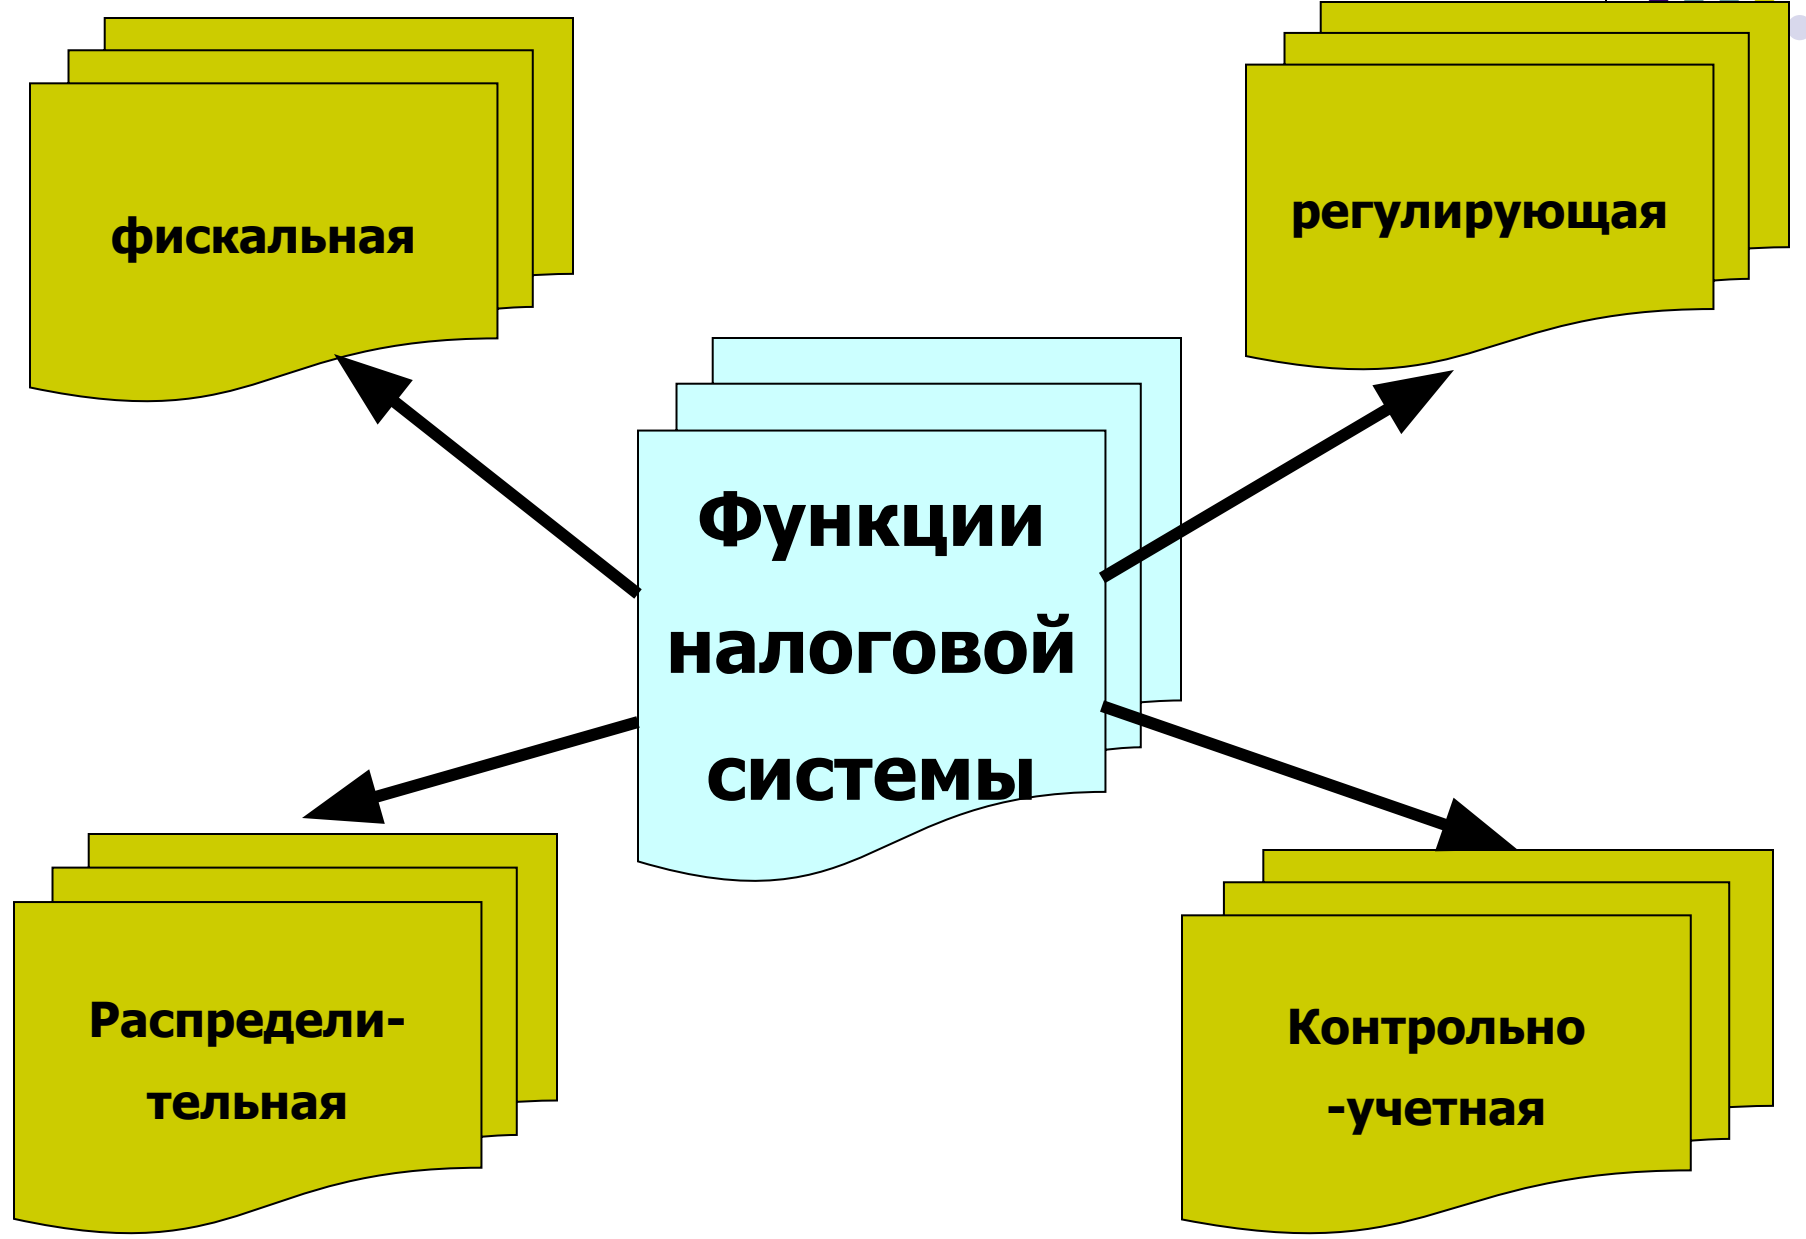 фискальная
регулирующая
Функции
налоговой
системы
Распредели-
тельная
Контрольно
-учетная